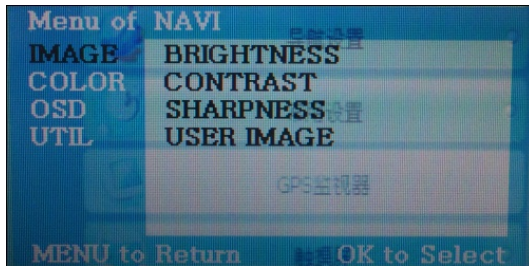 Menu of NAVI
IMAGE BRIGHTNESS
COLOR CONTRAST
OSD SHARPNESS
UTIL USER IMAGE
GPS监视器
MENU to Return OK to Select